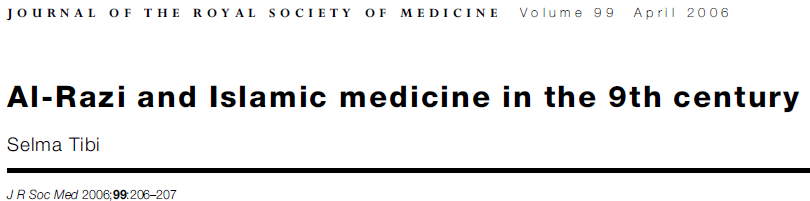 JOURNAL OF THE ROYAL SOCIETY OF MEDICINE Volume 99 April 2006
Al-Razi and Islamic medicine in the 9th century
Selma Tibi
J R Soc Med 2006;99:206–207